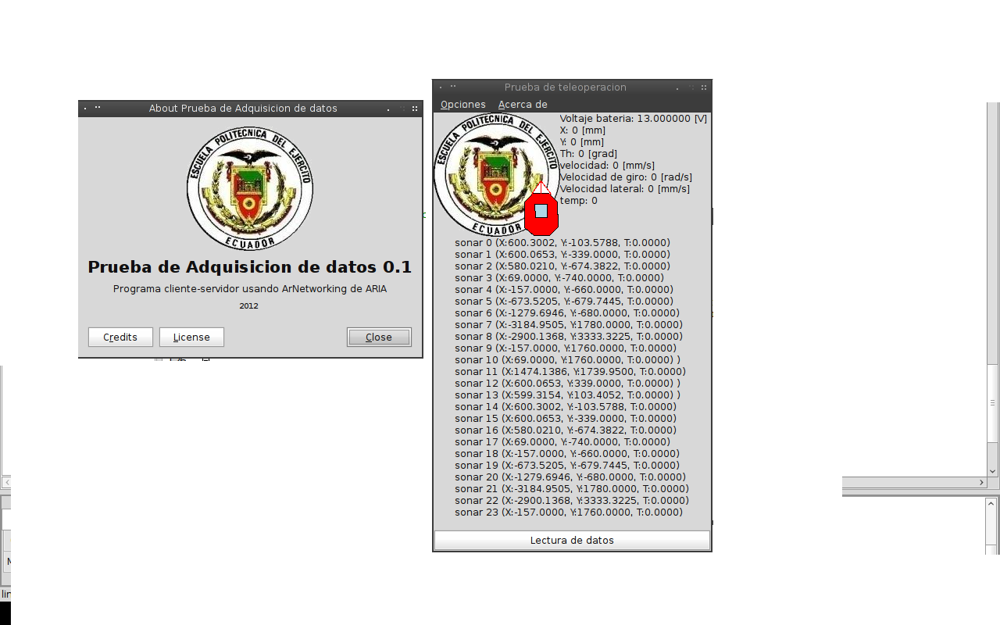 About Prueba de Adquisicion de datos
ESCUELA POLITECNICA DEL EJERCITO
ECUADOR
Prueba de Adquisicion de datos 0.1
Programa cliente-servidor usando ArNetworking de ARIA
2012
Credits
License
Close
Prueba de teleoperacion
Opciones Acerca de
ESCUELA POLITECNICA DEL EJERCITO
ECUADOR
Voltaje bateria: 13.000000 [V]
X: 0 [mm]
Y: 0 [mm]
Th: 0 [grad]
velocidad: 0 [mm/s]
Velocidad de giro: 0 [rad/s]
Velocidad lateral: 0 [mm/s]
temp: 0
sonar 0 (X:600.3002, Y:-103.5788, T:0.0000)
sonar 1 (X:600.0653, Y:-339.0000, T:0.0000)
sonar 2 (X:580.0210, Y:-674.3822, T:0.0000)
sonar 3 (X:69.0000, Y:-740.0000, T:0.0000)
sonar 4 (X:-157.0000, Y:-660.0000, T:0.0000)
sonar 5 (X:-673.5205, Y:-679.7445, T:0.0000)
sonar 6 (X:-1279.6946, Y:-680.0000, T:0.0000)
sonar 7 (X:-3184.9505, Y:1780.0000, T:0.0000)
sonar 8 (X:-2900.1368, Y:3333.3225, T:0.0000)
sonar 9 (X:-157.0000, Y:1760.0000, T:0.0000)
sonar 10 (X:69.0000, Y:1760.0000, T:0.0000) )
sonar 11 (X:1474.1386, Y:1739.9500, T:0.0000)
sonar 12 (X:600.0653, Y:339.0000, T:0.0000) )
sonar 13 (X:599.3154, Y:103.4052, T:0.0000) )
sonar 14 (X:600.3002, Y:-103.5788, T:0.0000)
sonar 15 (X:600.0653, Y:-339.0000, T:0.0000)
sonar 16 (X:580.0210, Y:-674.3822, T:0.0000)
sonar 17 (X:69.0000, Y:-740.0000, T:0.0000)
sonar 18 (X:-157.0000, Y:-660.0000, T:0.0000)
sonar 19 (X:-673.5205, Y:-679.7445, T:0.0000)
sonar 20 (X:-1279.6946, Y:-680.0000, T:0.0000)
sonar 21 (X:-3184.9505, Y:1780.0000, T:0.0000)
sonar 22 (X:-2900.1368, Y:3333.3225, T:0.0000)
sonar 23 (X:-157.0000, Y:1760.0000, T:0.0000)
Lectura de datos